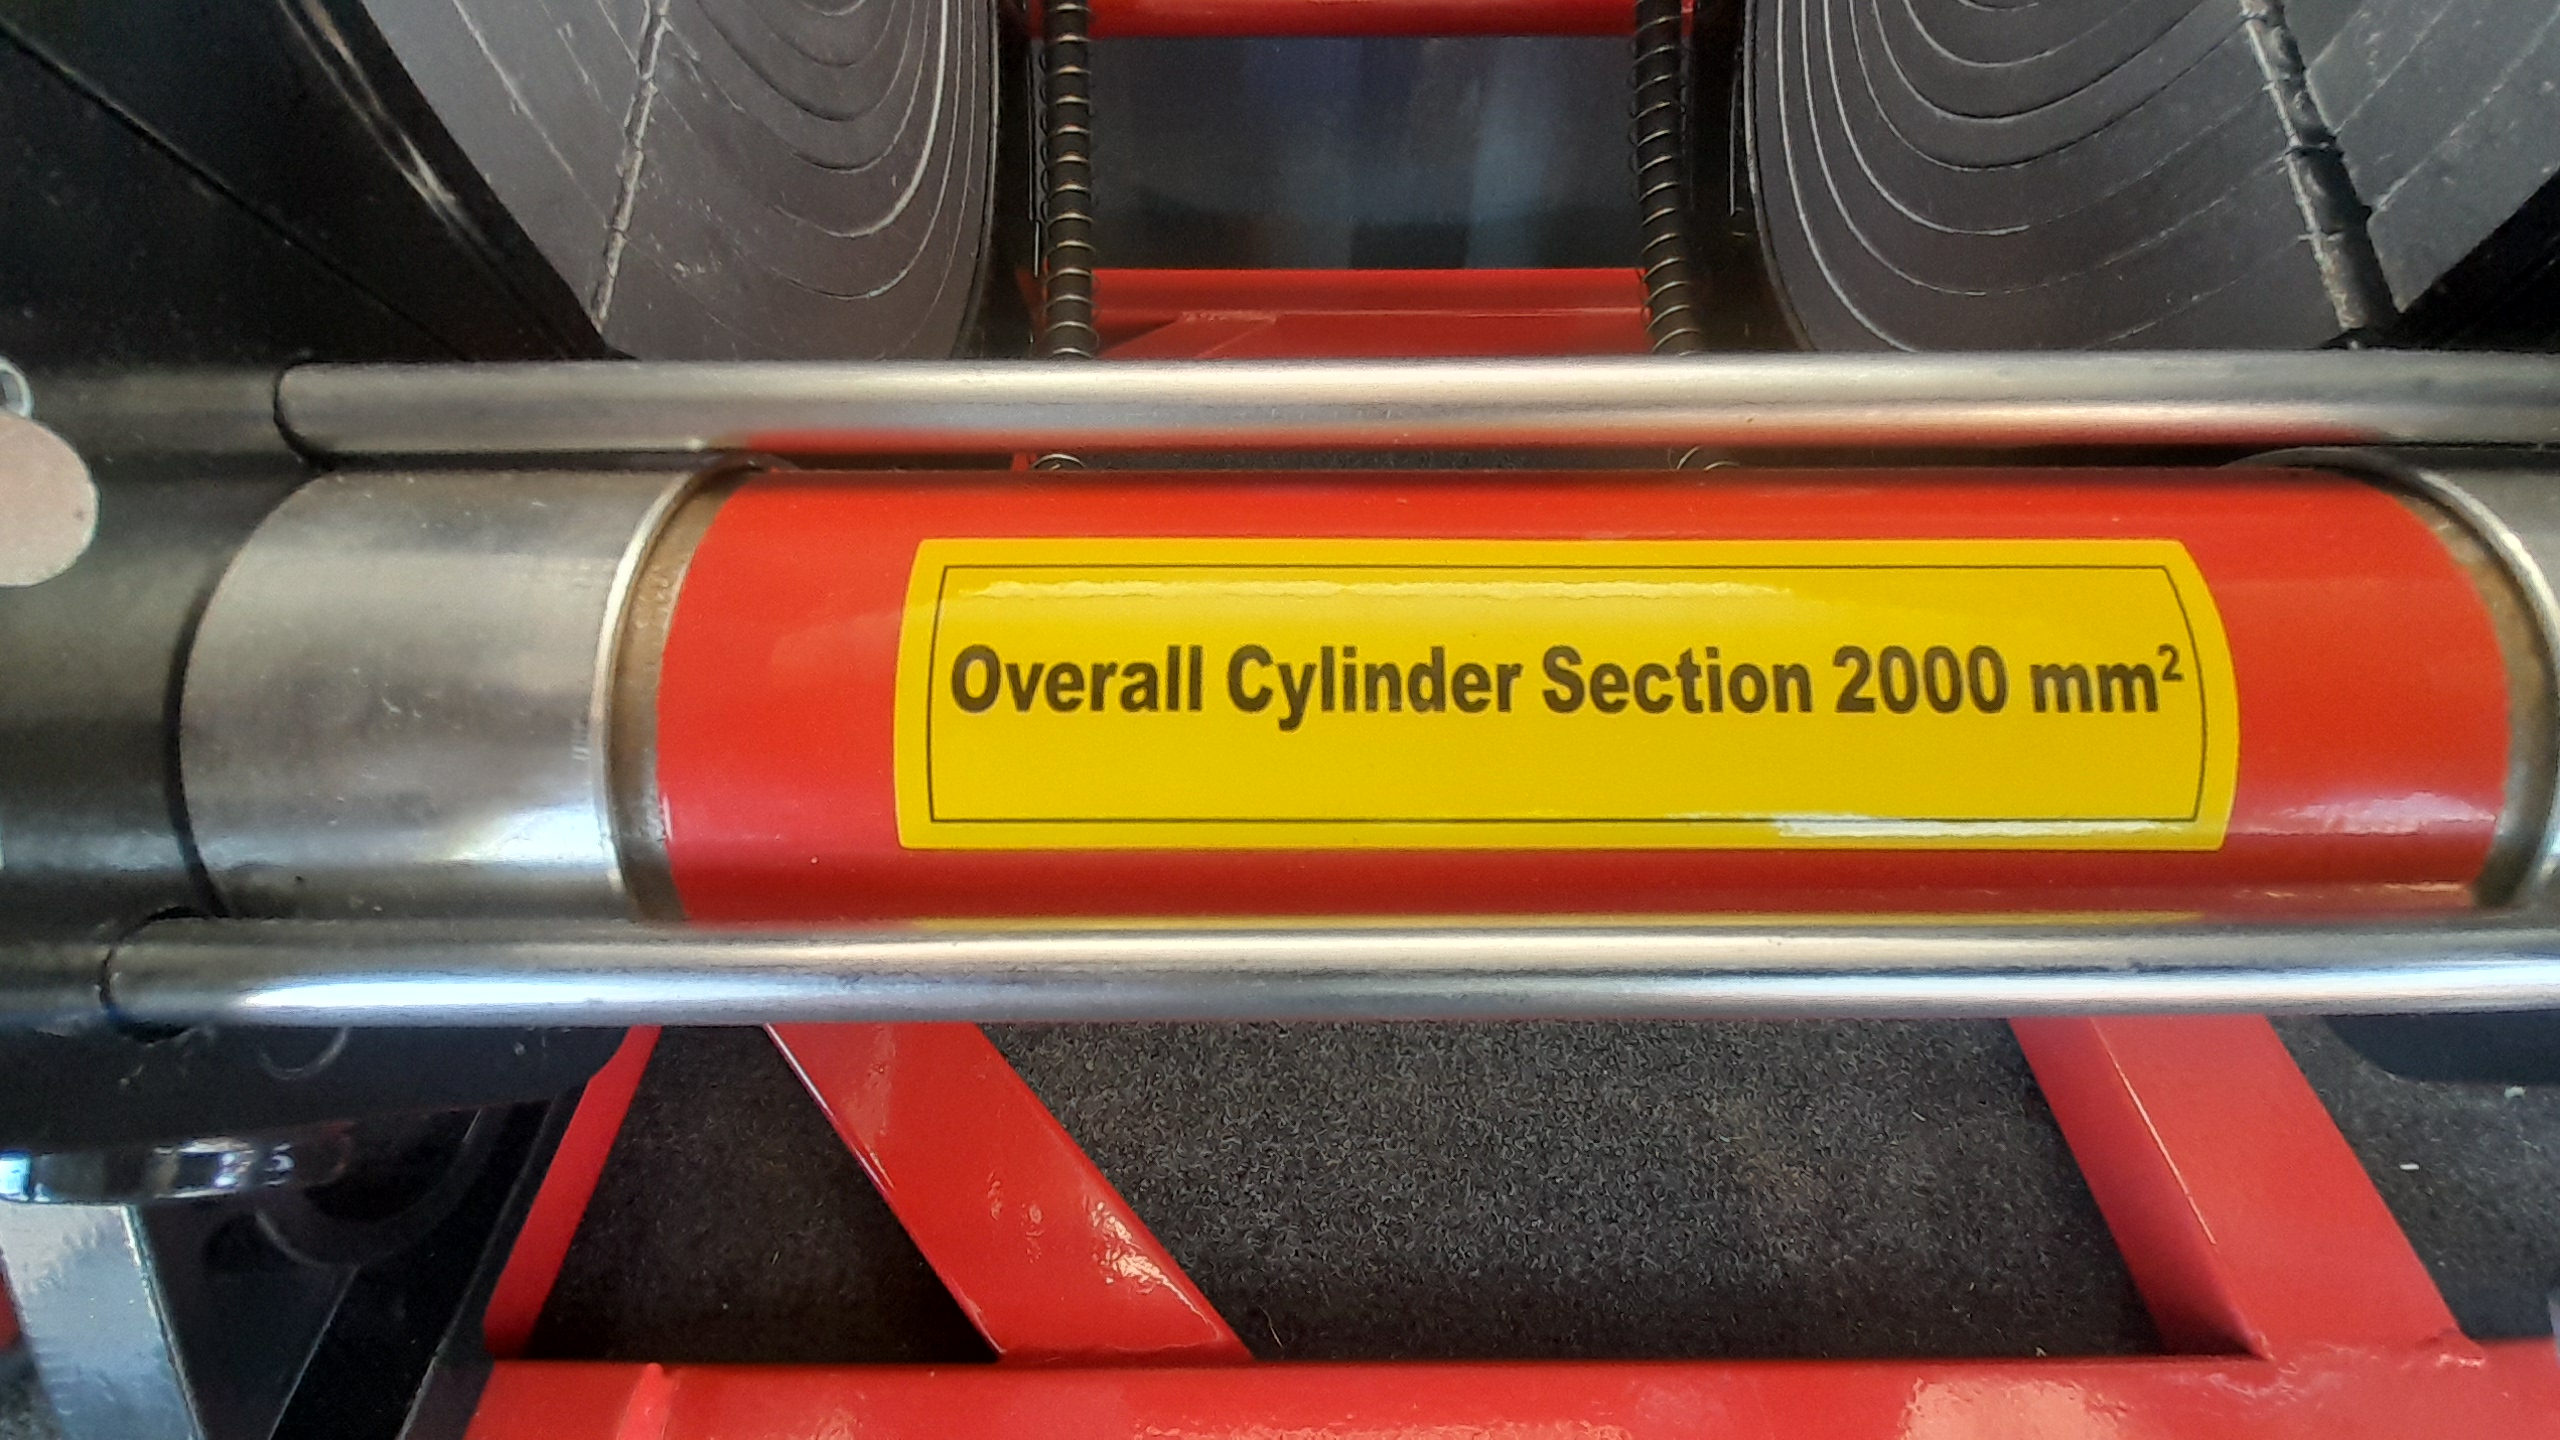 Overall Cylinder Section 2000 mm²